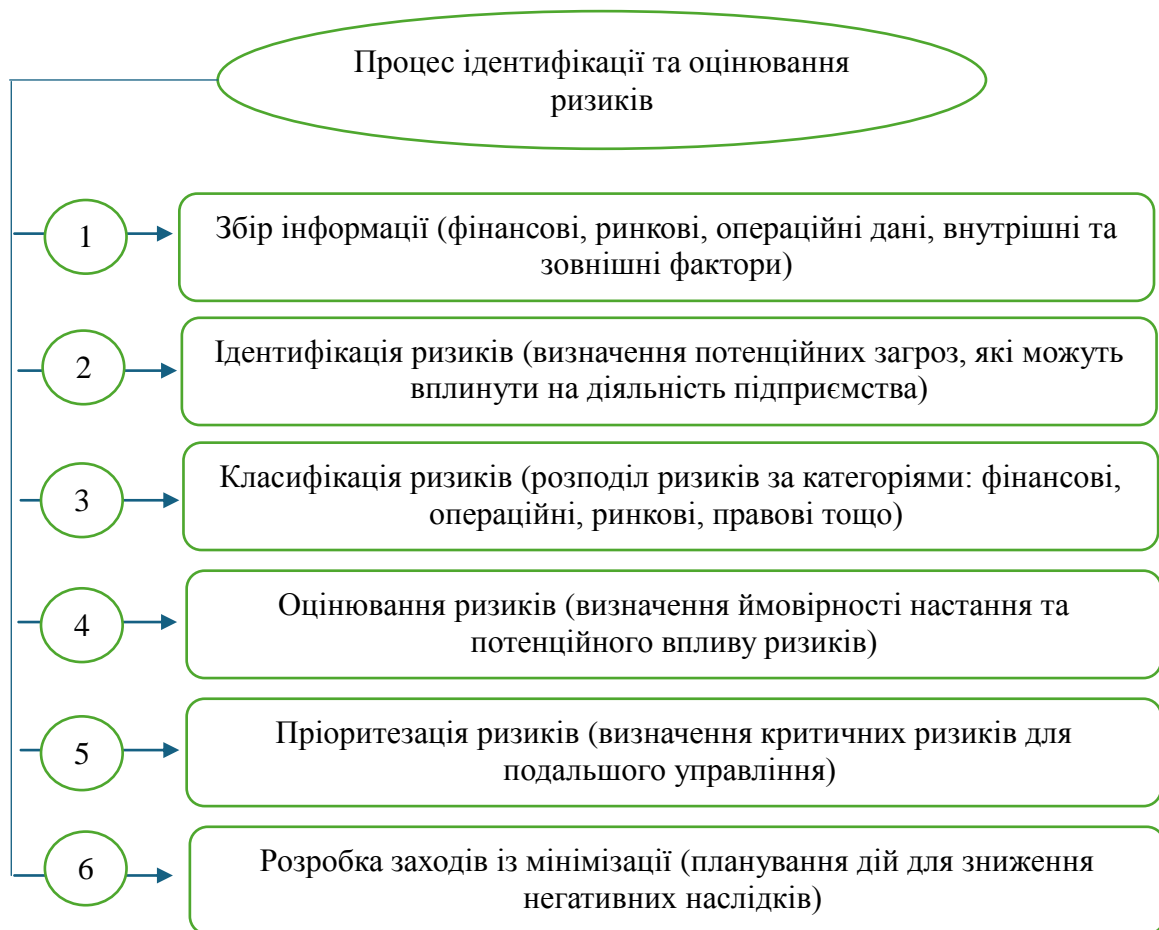 Процес ідентифікації та оцінювання
ризиків
1
Збір інформації (фінансові, ринкові, операційні дані, внутрішні та
зовнішні фактори)
2
Ідентифікація ризиків (визначення потенційних загроз, які можуть
вплинути на діяльність підприємства)
3
Класифікація ризиків (розподіл ризиків за категоріями: фінансові,
операційні, ринкові, правові тощо)
4
Оцінювання ризиків (визначення ймовірності настання та
потенційного впливу ризиків)
5
Пріоритезація ризиків (визначення критичних ризиків для
подальшого управління)
6
Розробка заходів із мінімізації (планування дій для зниження
негативних наслідків)